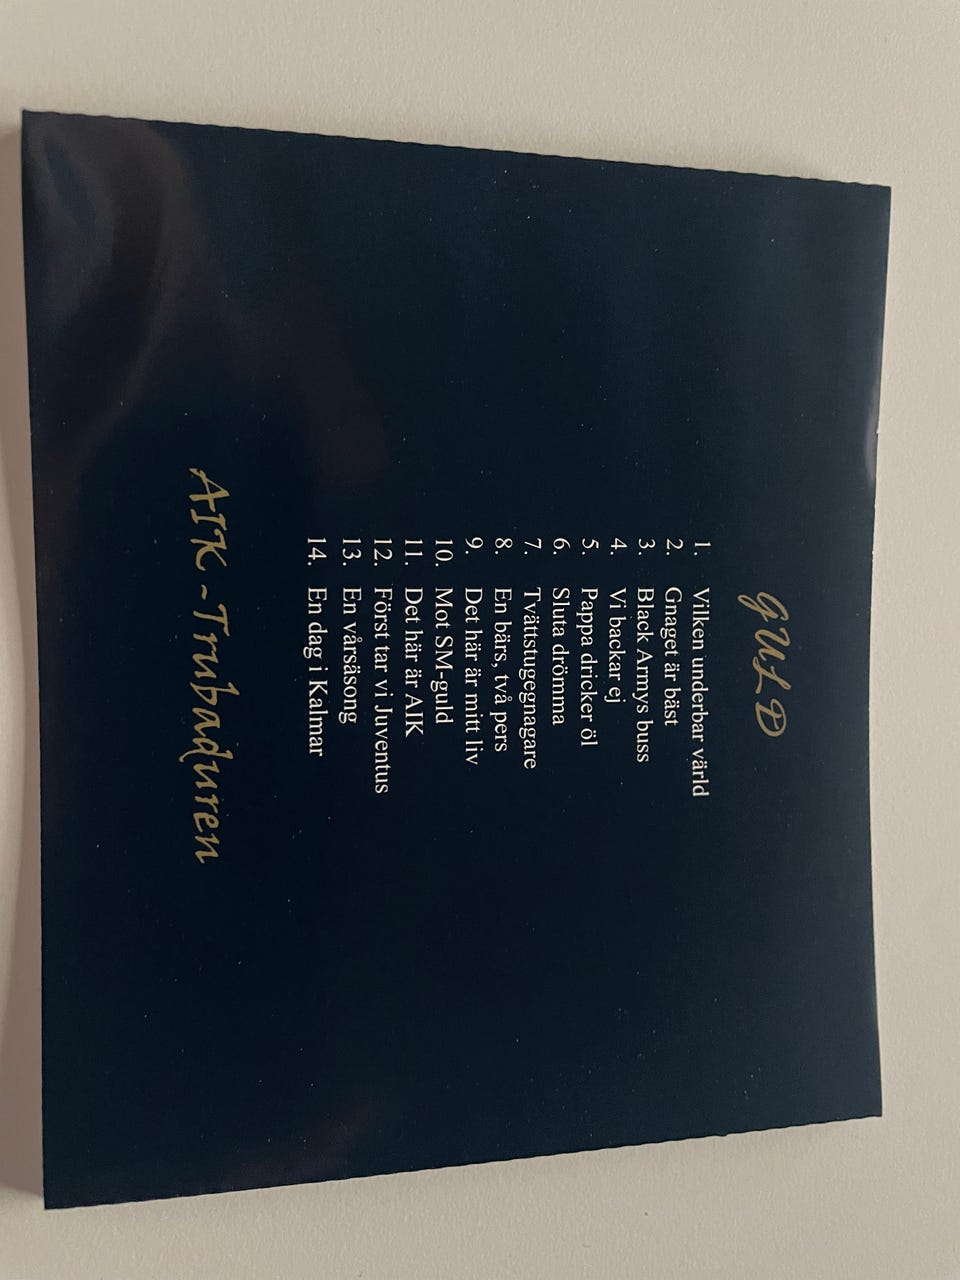 GULD
1. Vilken underbar värld
2. Gnaget är bäst
3. Black Armys buss
4. Vi backar ej
5. Pappa dricker öl
6. Sluta drömma
7. Tvättstugegnagare
8. En bärs, två pers
9. Det här är mitt liv
10. Mot SM-guld
11. Det här är AIK
12. Först tar vi Juventus
13. En vårsäsong
14. En dag i Kalmar
AIK-Trubaduren